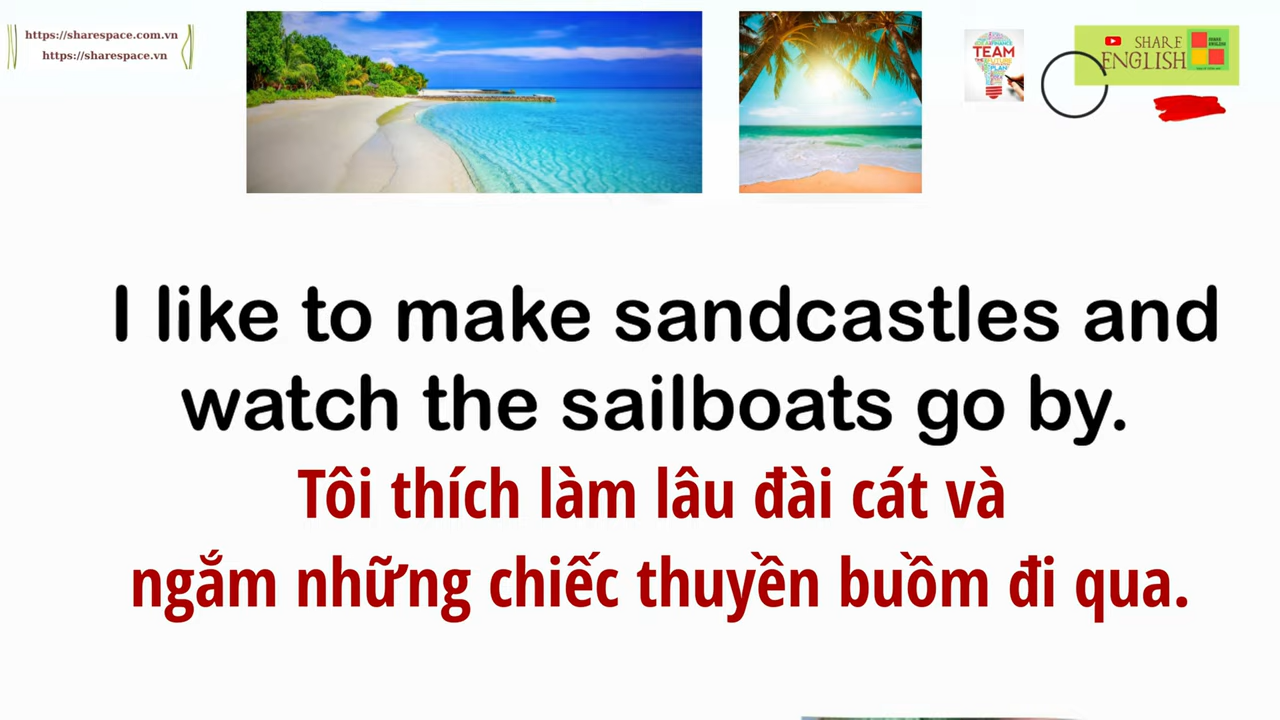 https://sharespace.com.vn
https://sharespace.vn
TEAM
PLAN
SHARE
ENGLISH
I like to make sandcastles and
watch the sailboats go by.
Tôi thích làm lâu đài cát và
ngắm những chiếc thuyền buồm đi qua.